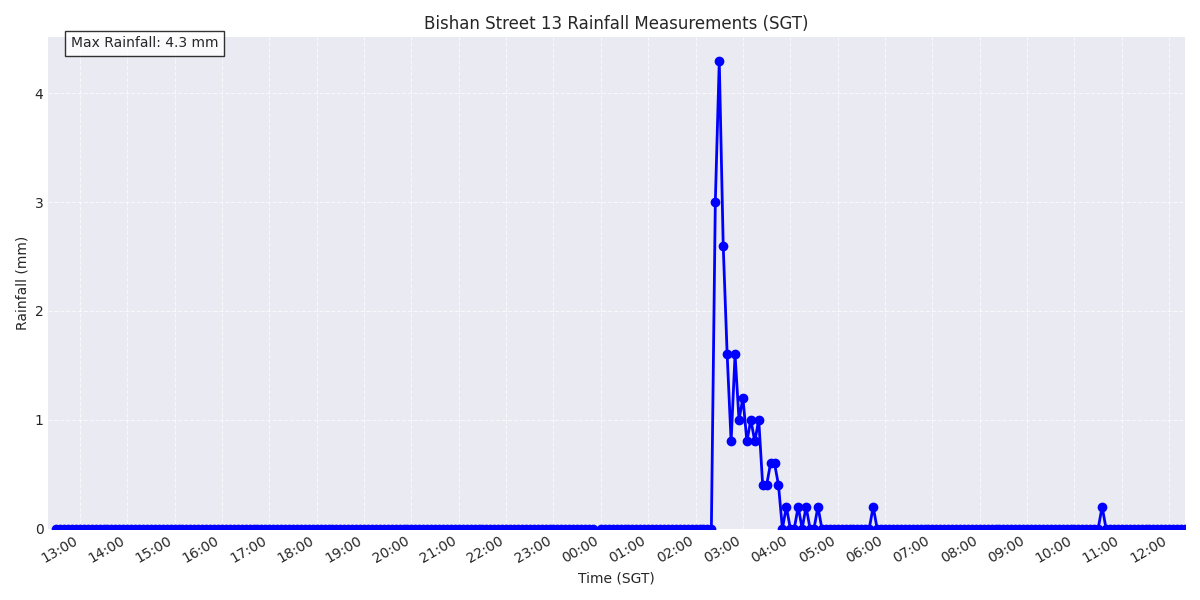 Bishan Street 13 Rainfall Measurements (SGT)
Max Rainfall: 4.3 mm
Rainfall (mm)
4
3
2
1
0
13:00 14:00 15:00 16:00 17:00 18:00 19:00 20:00 21:00 22:00 23:00 00:00 01:00 02:00 03:00 04:00 05:00 06:00 07:00 08:00 09:00 10:00 11:00 12:00
Time (SGT)